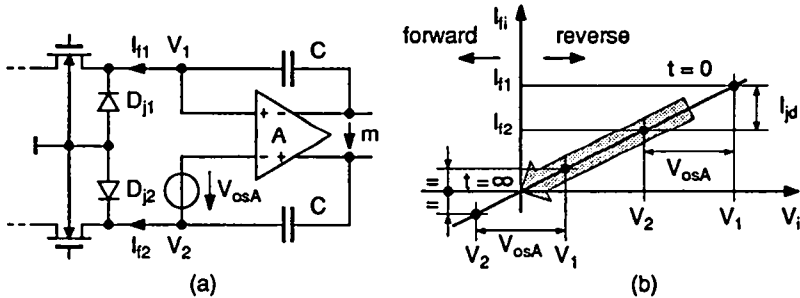 I_f1 V_1 C
D_j1
+ -
A
m
- +
D_j2
V_osA
C
I_f2 V_2
(a)
I_fi
forward reverse
I_f1
t = 0
I_f2
I_jd
V_osA
=
=
t = ∞
V_2 V_1 V_i
V_osA
V_2 V_1
(b)